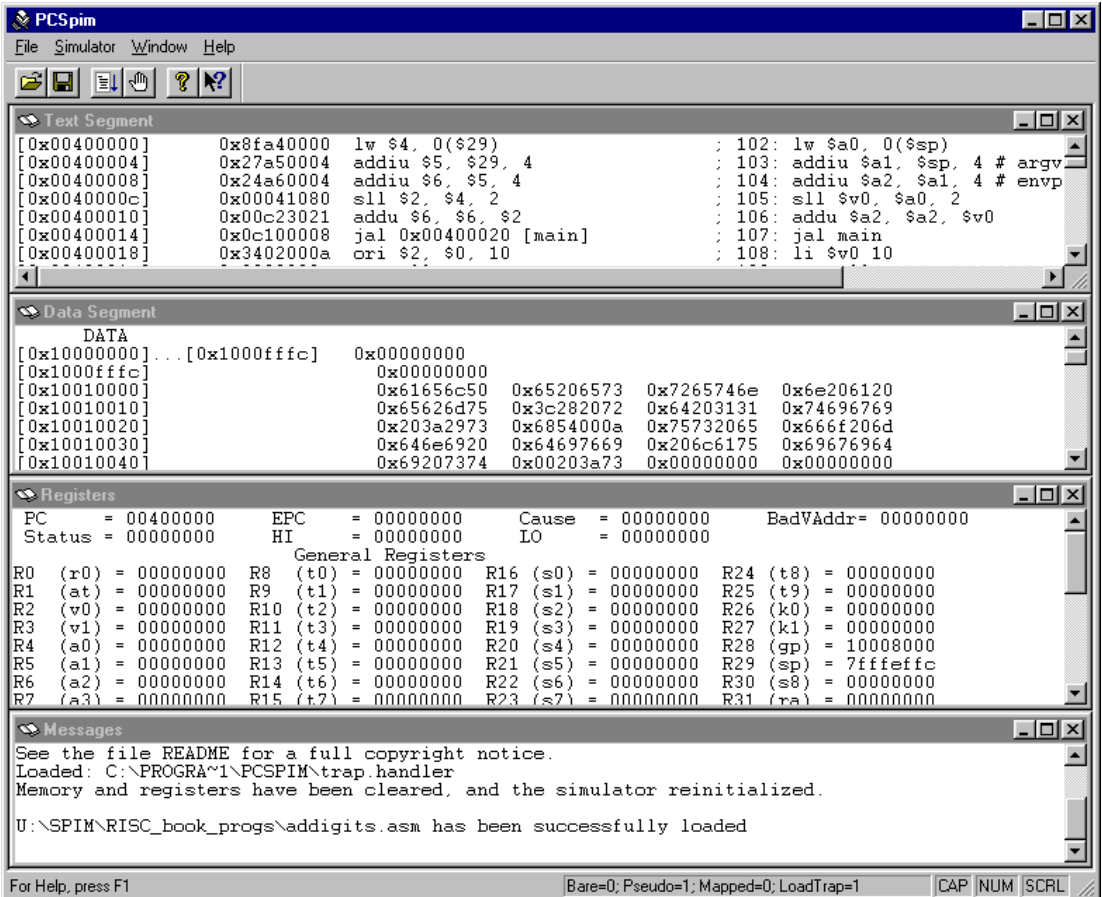 PCSpim
File Simulator Window Help
Text Segment
[0x00400000] 0x8fa40000 lw $4, 0($29) ; 102: lw $a0, 0($sp)
[0x00400004] 0x27a50004 addiu $5, $29, 4 ; 103: addiu $a1, $sp, 4 # argv
[0x00400008] 0x24a60004 addiu $6, $5, 4 ; 104: addiu $a2, $a1, 4 # envp
[0x0040000c] 0x00041080 sll $2, $4, 2 ; 105: sll $v0, $a0, 2
[0x00400010] 0x00c23021 addu $6, $6, $2 ; 106: addu $a2, $a2, $v0
[0x00400014] 0x0c100008 jal 0x00400020 [main] ; 107: jal main
[0x00400018] 0x3402000a ori $2, $0, 10 ; 108: li $v0 10
Data Segment
DATA
[0x10000000]...[0x1000fffc] 0x00000000
[0x1000fffc] 0x00000000
[0x10010000] 0x61656c50 0x65206573 0x7265746e 0x6e206120
[0x10010010] 0x65626d75 0x3c282072 0x64203131 0x74696769
[0x10010020] 0x203a2973 0x6854000a 0x75732065 0x666f206d
[0x10010030] 0x646e6920 0x64697669 0x206c6175 0x69676964
[0x10010040] 0x69207374 0x00203a73 0x00000000 0x00000000
Registers
PC = 00400000 EPC = 00000000 Cause = 00000000 BadVAddr= 00000000
Status = 00000000 HI = 00000000 LO = 00000000
General Registers
R0 (r0) = 00000000 R8 (t0) = 00000000 R16 (s0) = 00000000 R24 (t8) = 00000000
R1 (at) = 00000000 R9 (t1) = 00000000 R17 (s1) = 00000000 R25 (t9) = 00000000
R2 (v0) = 00000000 R10 (t2) = 00000000 R18 (s2) = 00000000 R26 (k0) = 00000000
R3 (v1) = 00000000 R11 (t3) = 00000000 R19 (s3) = 00000000 R27 (k1) = 00000000
R4 (a0) = 00000000 R12 (t4) = 00000000 R20 (s4) = 00000000 R28 (gp) = 10008000
R5 (a1) = 00000000 R13 (t5) = 00000000 R21 (s5) = 00000000 R29 (sp) = 7fffeffc
R6 (a2) = 00000000 R14 (t6) = 00000000 R22 (s6) = 00000000 R30 (s8) = 00000000
R7 (a3) = 00000000 R15 (t7) = 00000000 R23 (s7) = 00000000 R31 (ra) = 00000000
Messages
See the file README for a full copyright notice.
Loaded: C:\PROGRA~1\PCSPIM\trap.handler
Memory and registers have been cleared, and the simulator reinitialized.
U:\SPIM\RISC_book_progs\addigits.asm has been successfully loaded
For Help, press F1 Bare=0; Pseudo=1; Mapped=0; LoadTrap=1 CAP NUM SCRL